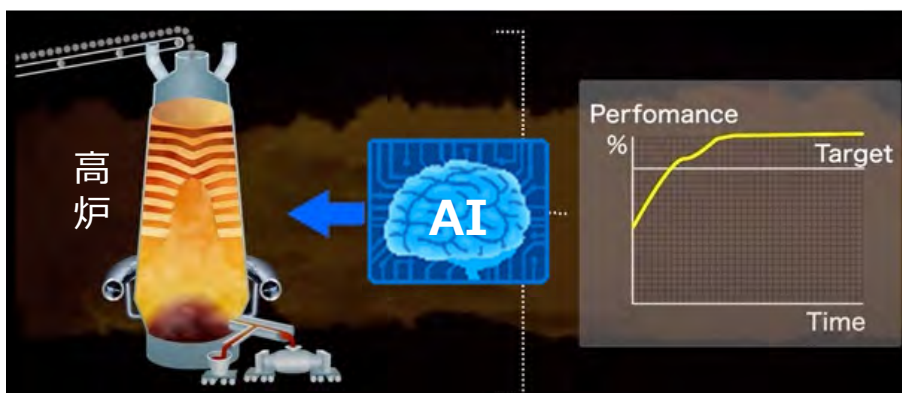 高炉
AI
Perfomance
%
Target
Time